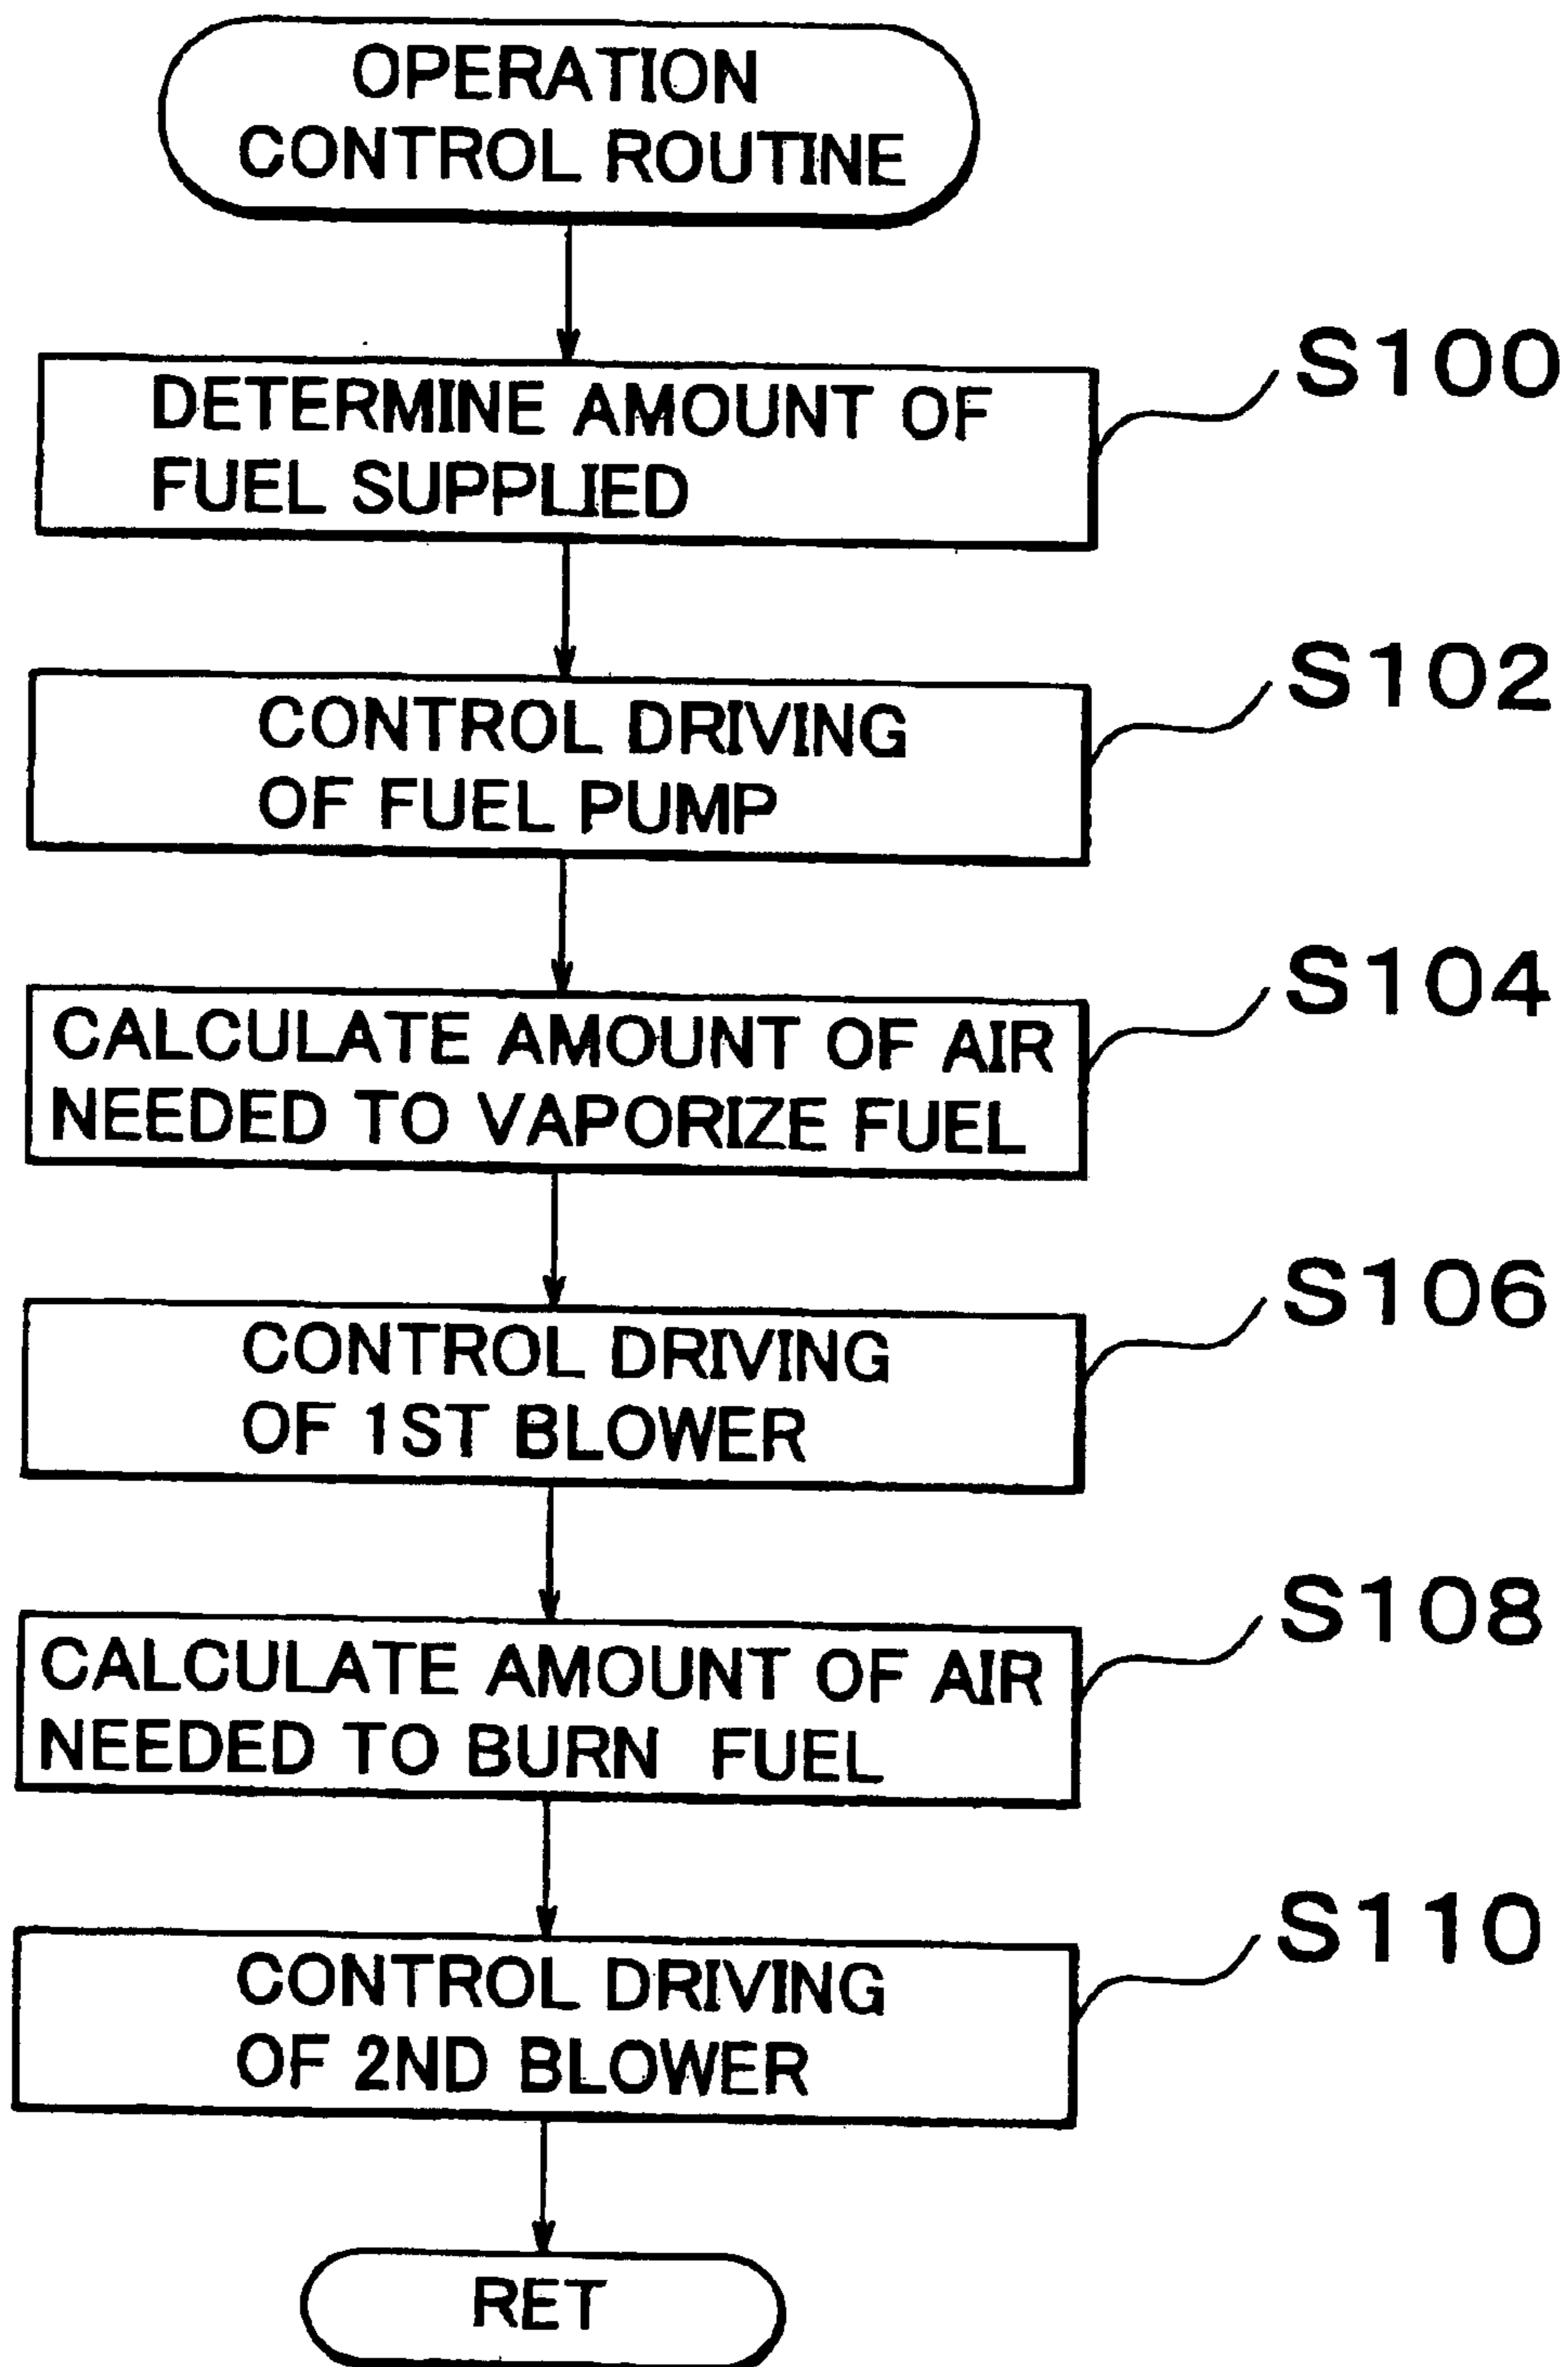 OPERATION
CONTROL ROUTINE
S100
DETERMINE AMOUNT OF
FUEL SUPPLIED
S102
CONTROL DRIVING
OF FUEL PUMP
S104
CALCULATE AMOUNT OF AIR
NEEDED TO VAPORIZE FUEL
S106
CONTROL DRIVING
OF 1ST BLOWER
S108
CALCULATE AMOUNT OF AIR
NEEDED TO BURN FUEL
S110
CONTROL DRIVING
OF 2ND BLOWER
RET